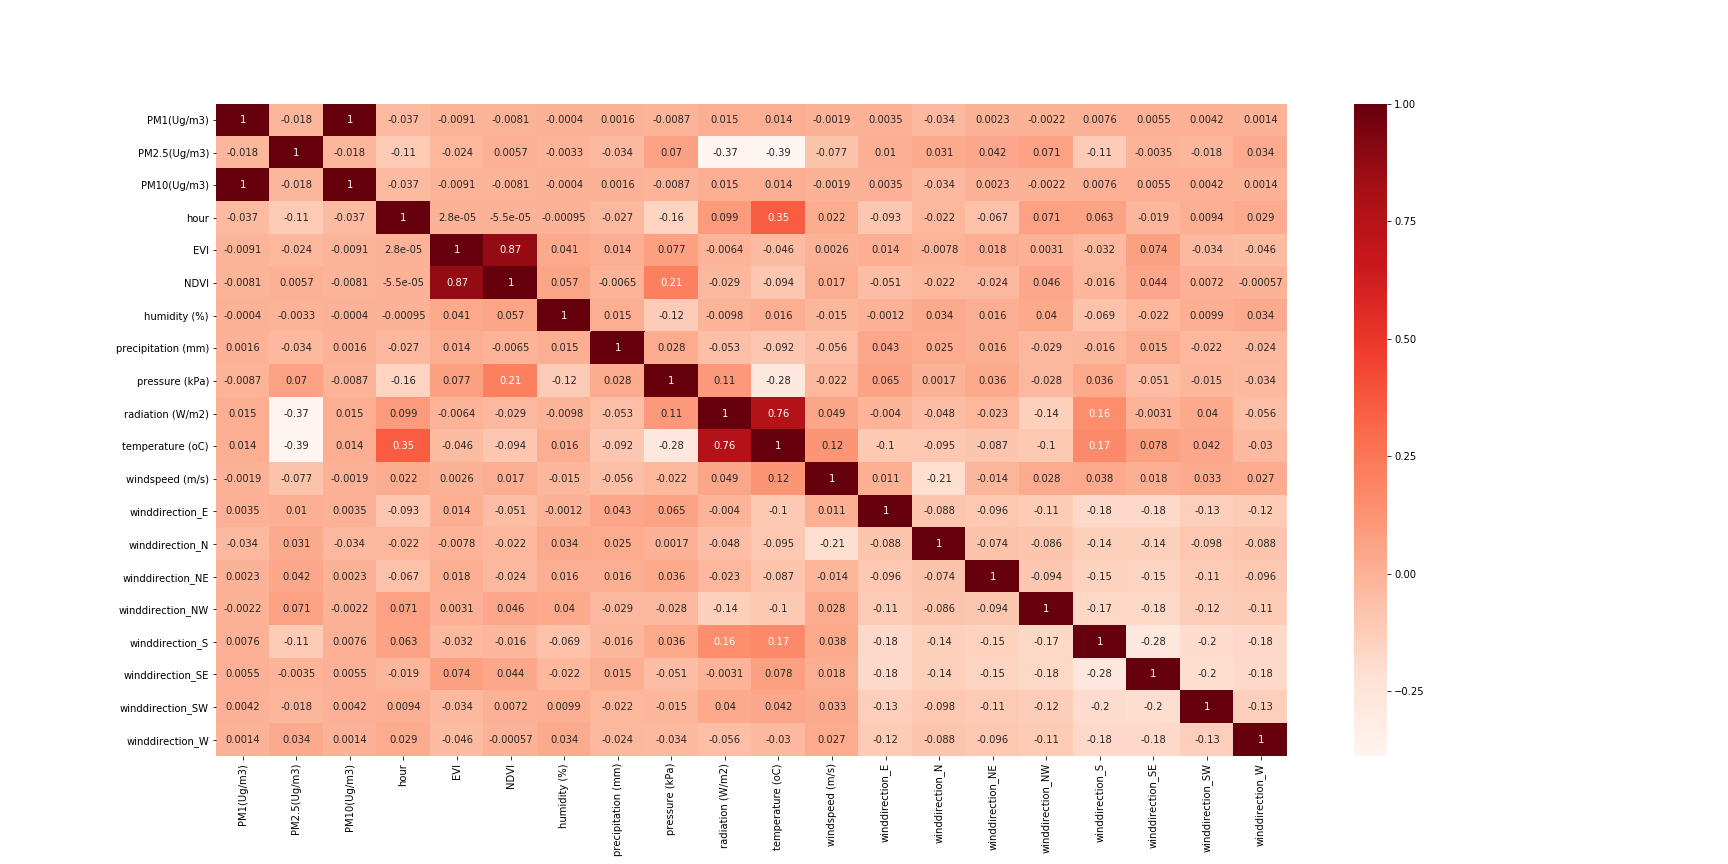 PM1(Ug/m3) 1 -0.018 1 -0.037 -0.0091 -0.0081 -0.0004 0.0016 -0.0087 0.015 0.014 -0.0019 0.0035 -0.034 0.0023 -0.0022 0.0076 0.0055 0.0042 0.0014
PM2.5(Ug/m3) -0.018 1 -0.018 -0.11 -0.024 0.0057 -0.0033 -0.034 0.07 -0.37 -0.39 -0.077 0.01 0.031 0.042 0.071 -0.11 -0.0035 -0.018 0.034
PM10(Ug/m3) 1 -0.018 1 -0.037 -0.0091 -0.0081 -0.0004 0.0016 -0.0087 0.015 0.014 -0.0019 0.0035 -0.034 0.0023 -0.0022 0.0076 0.0055 0.0042 0.0014
hour -0.037 -0.11 -0.037 1 2.8e-05 -5.5e-05 -0.00095 -0.027 -0.16 0.099 0.35 0.022 -0.093 -0.022 -0.067 0.071 0.063 -0.019 0.0094 0.029
EVI -0.0091 -0.024 -0.0091 2.8e-05 1 0.87 0.041 0.014 0.077 -0.0064 -0.046 0.0026 0.014 -0.0078 0.018 0.0031 -0.032 0.074 -0.034 -0.046
NDVI -0.0081 0.0057 -0.0081 -5.5e-05 0.87 1 0.057 -0.0065 0.21 -0.029 -0.094 0.017 -0.051 -0.022 -0.024 0.046 -0.016 0.044 0.0072 -0.00057
humidity (%) -0.0004 -0.0033 -0.0004 -0.00095 0.041 0.057 1 0.015 -0.12 -0.0098 0.016 -0.015 -0.0012 0.034 0.016 0.04 -0.069 -0.022 0.0099 0.034
precipitation (mm) 0.0016 -0.034 0.0016 -0.027 0.014 -0.0065 0.015 1 0.028 -0.053 -0.092 -0.056 0.043 0.025 0.016 -0.029 -0.016 0.015 -0.022 -0.024
pressure (kPa) -0.0087 0.07 -0.0087 -0.16 0.077 0.21 -0.12 0.028 1 0.11 -0.28 -0.022 0.065 0.0017 0.036 -0.028 0.036 -0.051 -0.015 -0.034
radiation (W/m2) 0.015 -0.37 0.015 0.099 -0.0064 -0.029 -0.0098 -0.053 0.11 1 0.76 0.049 -0.004 -0.048 -0.023 -0.14 0.16 -0.0031 0.04 -0.056
temperature (oC) 0.014 -0.39 0.014 0.35 -0.046 -0.094 0.016 -0.092 -0.28 0.76 1 0.12 -0.1 -0.095 -0.087 -0.1 0.17 0.078 0.042 -0.03
windspeed (m/s) -0.0019 -0.077 -0.0019 0.022 0.0026 0.017 -0.015 -0.056 -0.022 0.049 0.12 1 0.011 -0.21 -0.014 0.028 0.038 0.018 0.033 0.027
winddirection_E 0.0035 0.01 0.0035 -0.093 0.014 -0.051 -0.0012 0.043 0.065 -0.004 -0.1 0.011 1 -0.088 -0.096 -0.11 -0.18 -0.18 -0.13 -0.12
winddirection_N -0.034 0.031 -0.034 -0.022 -0.0078 -0.022 0.034 0.025 0.0017 -0.048 -0.095 -0.21 -0.088 1 -0.074 -0.086 -0.14 -0.14 -0.098 -0.088
winddirection_NE 0.0023 0.042 0.0023 -0.067 0.018 -0.024 0.016 0.016 0.036 -0.023 -0.087 -0.014 -0.096 -0.074 1 -0.094 -0.15 -0.15 -0.11 -0.096
winddirection_NW -0.0022 0.071 -0.0022 0.071 0.0031 0.046 0.04 -0.029 -0.028 -0.14 -0.1 0.028 -0.11 -0.086 -0.094 1 -0.17 -0.18 -0.12 -0.11
winddirection_S 0.0076 -0.11 0.0076 0.063 -0.032 -0.016 -0.069 -0.016 0.036 0.16 0.17 0.038 -0.18 -0.14 -0.15 -0.17 1 -0.28 -0.2 -0.18
winddirection_SE 0.0055 -0.0035 0.0055 -0.019 0.074 0.044 -0.022 0.015 -0.051 -0.0031 0.078 0.018 -0.18 -0.14 -0.15 -0.18 -0.28 1 -0.2 -0.18
winddirection_SW 0.0042 -0.018 0.0042 0.0094 -0.034 0.0072 0.0099 -0.022 -0.015 0.04 0.042 0.033 -0.13 -0.098 -0.11 -0.12 -0.2 -0.2 1 -0.13
winddirection_W 0.0014 0.034 0.0014 0.029 -0.046 -0.00057 0.034 -0.024 -0.034 -0.056 -0.03 0.027 -0.12 -0.088 -0.096 -0.11 -0.18 -0.18 -0.13 1
PM1(Ug/m3)
PM2.5(Ug/m3)
PM10(Ug/m3)
hour
EVI
NDVI
humidity (%)
precipitation (mm)
pressure (kPa)
radiation (W/m2)
temperature (oC)
windspeed (m/s)
winddirection_E
winddirection_N
winddirection_NE
winddirection_NW
winddirection_S
winddirection_SE
winddirection_SW
winddirection_W
1.00
0.75
0.50
0.25
0.00
−0.25